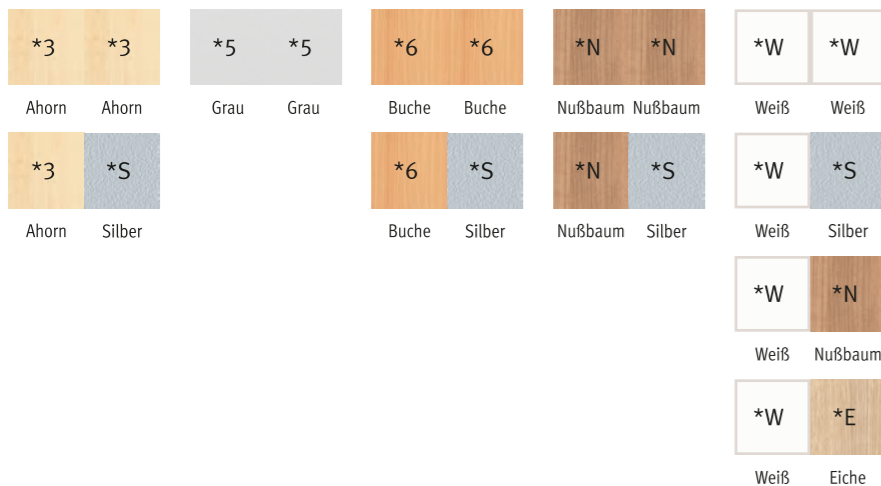 *3 *3 *5 *5 *6 *6 *N *N *W *W
Ahorn Ahorn Grau Grau Buche Buche Nußbaum Nußbaum Weiß Weiß
*3 *S *6 *S *N *S *W *S
Ahorn Silber Buche Silber Nußbaum Silber Weiß Silber
*W *N
Weiß Nußbaum
*W *E
Weiß Eiche